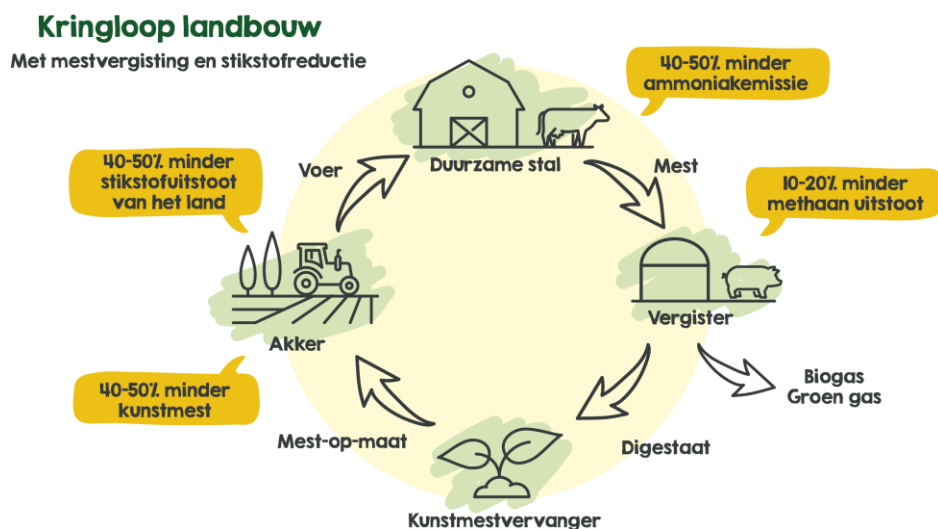 Kringloop landbouw
Met mestvergisting en stikstofreductie
40-50% minder
ammoniakemissie
Duurzame stal
Voer
Mest
40-50% minder
stikstofuitstoot
van het land
10-20% minder
methaan uitstoot
Akker
Vergister
Biogas
Groen gas
40-50% minder
kunstmest
Mest-op-maat
Digestaat
Kunstmestvervanger